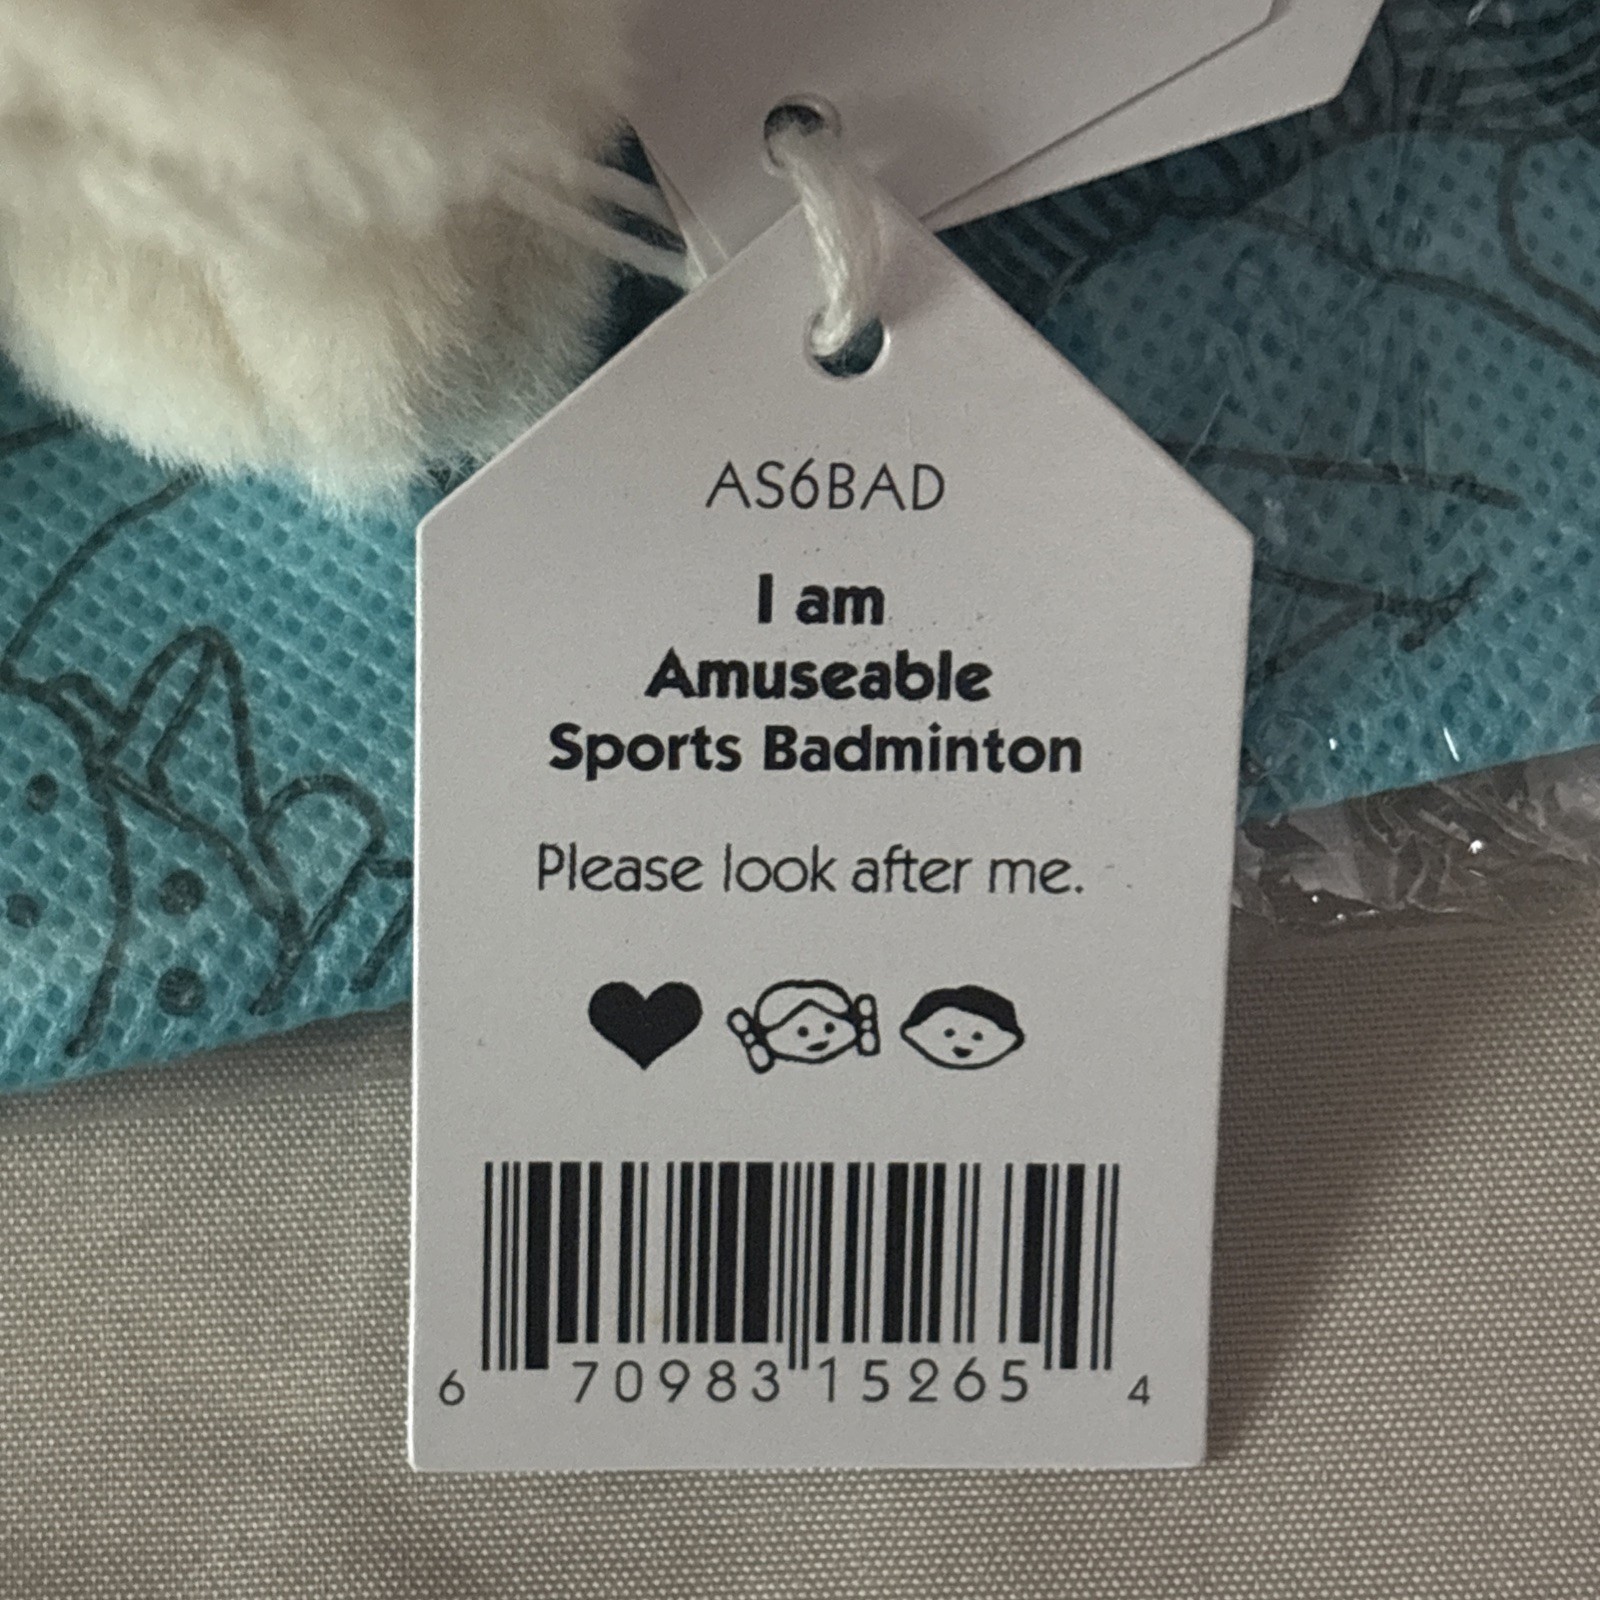 AS6BAD
I am
Amuseable
Sports Badminton
Please look after me.
6 70983 15265 4